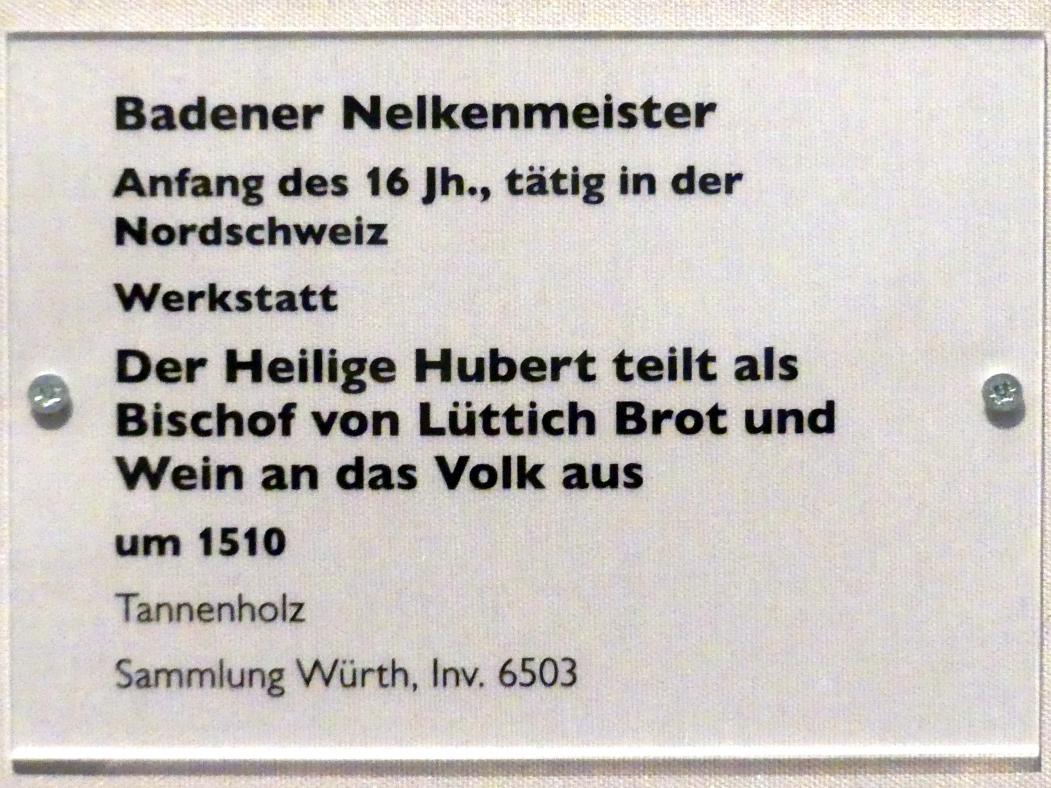 Badener Nelkenmeister
Anfang des 16 Jh., tätig in der
Nordschweiz
Werkstatt
Der Heilige Hubert teilt als
Bischof von Lüttich Brot und
Wein an das Volk aus
um 1510
Tannenholz
Sammlung Würth, Inv. 6503